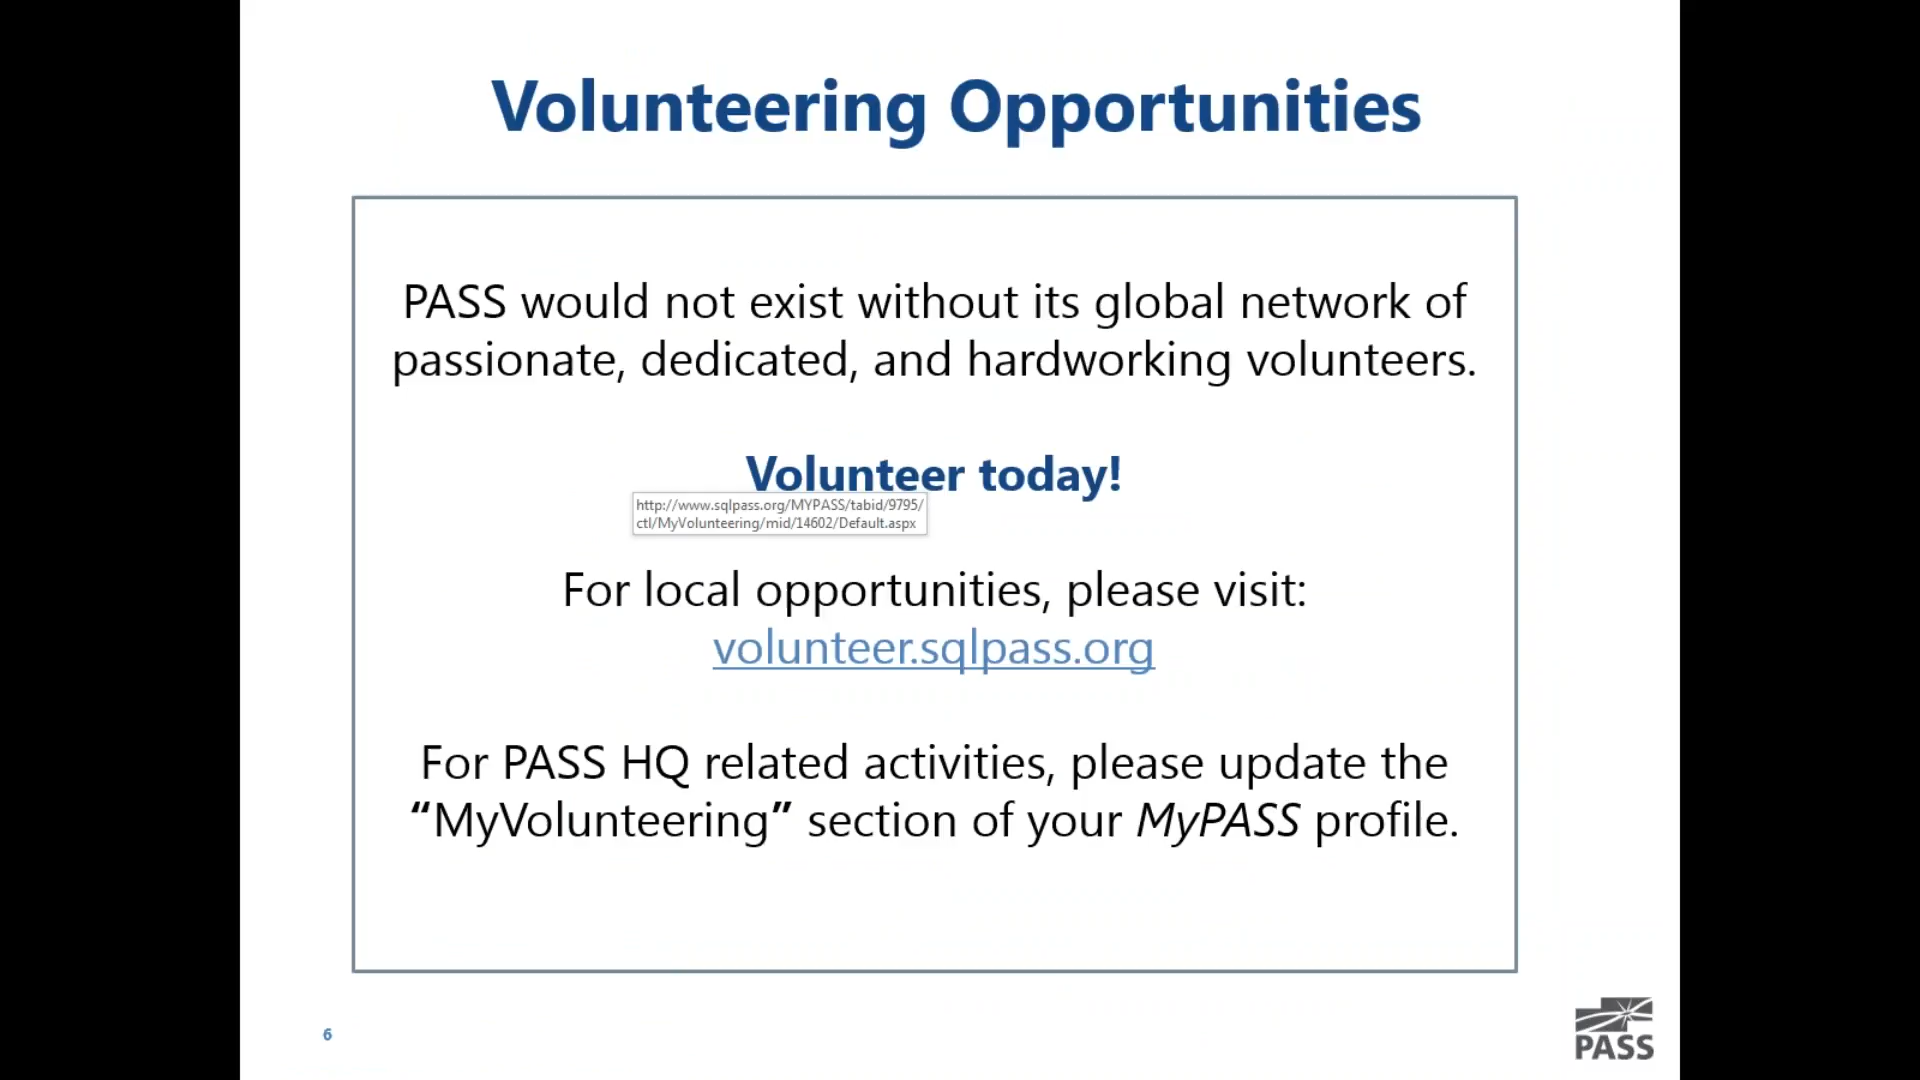 Volunteering Opportunities
PASS would not exist without its global network of
passionate, dedicated, and hardworking volunteers.
Volunteer today!
http://www.sqlpass.org/MYPASS/tabid/9795/
ctl/MyVolunteering/mid/14602/Default.aspx
For local opportunities, please visit:
volunteer.sqlpass.org
For PASS HQ related activities, please update the
“MyVolunteering” section of your MyPASS profile.
6
PASS